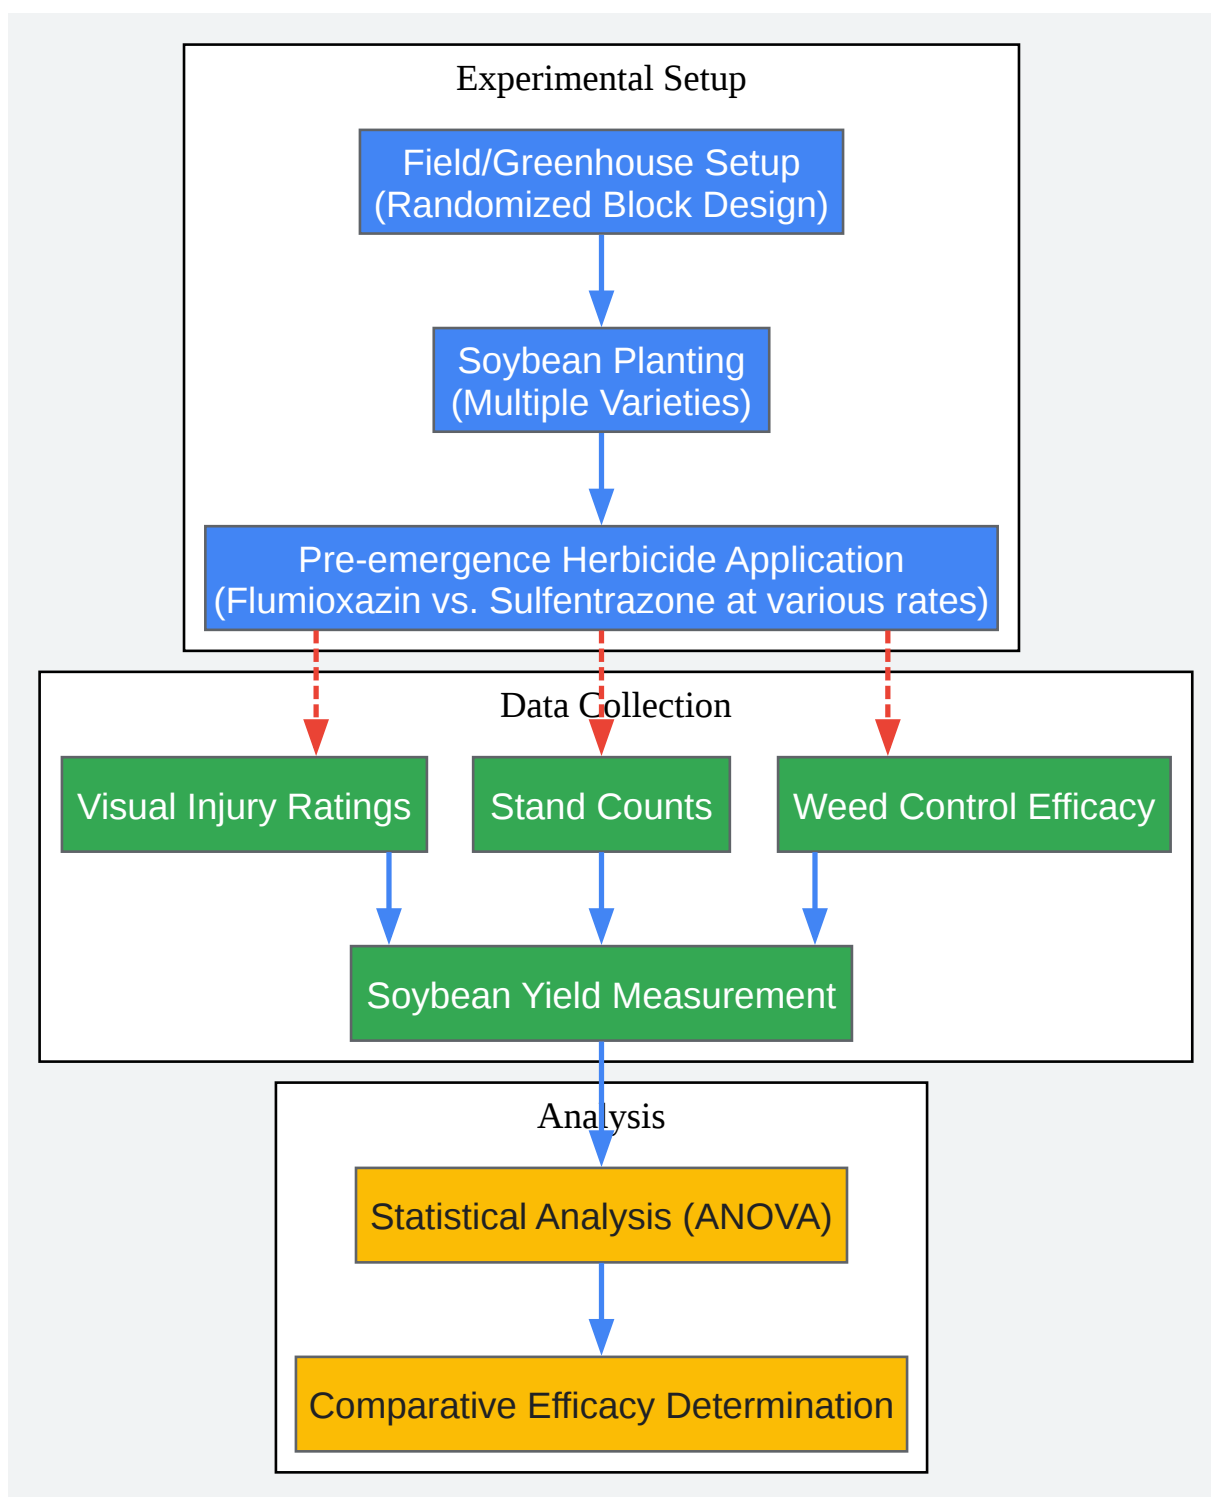 Experimental Setup
Field/Greenhouse Setup
(Randomized Block Design)
Soybean Planting
(Multiple Varieties)
Pre-emergence Herbicide Application
(Flumioxazin vs. Sulfentrazone at various rates)
Data Collection
Visual Injury Ratings
Stand Counts
Weed Control Efficacy
Soybean Yield Measurement
Analysis
Statistical Analysis (ANOVA)
Comparative Efficacy Determination